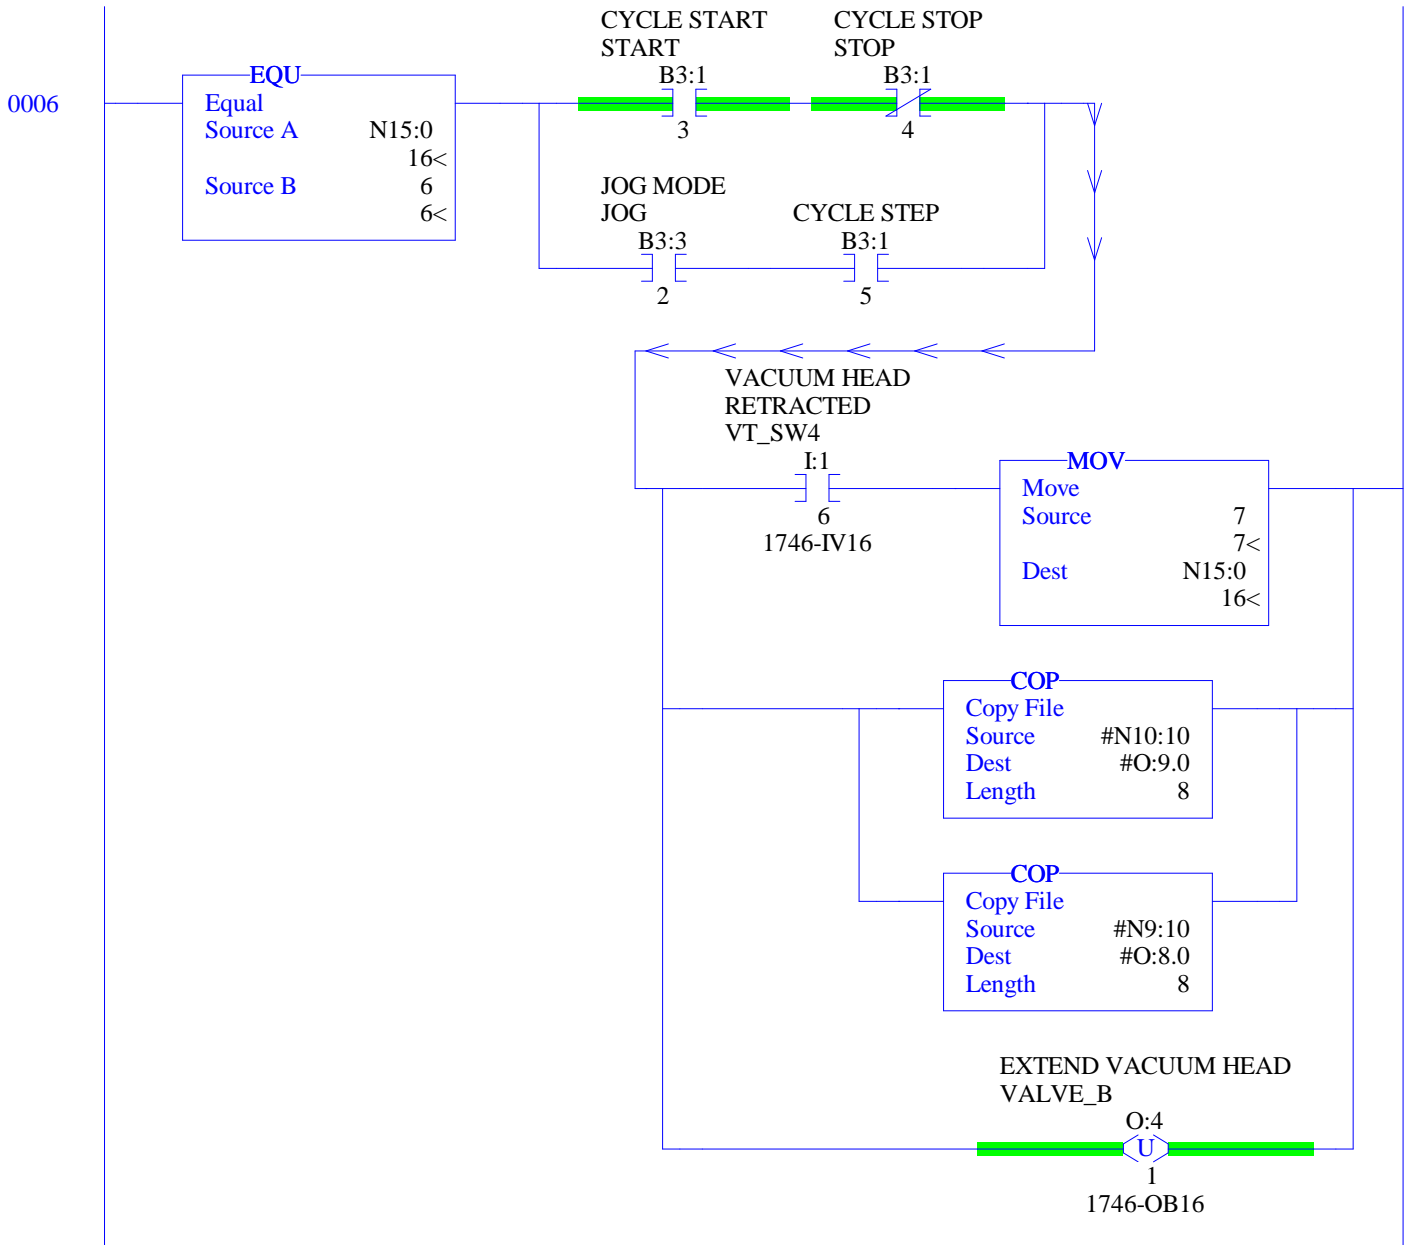 CYCLE START
START
B3:1
3
CYCLE STOP
STOP
B3:1
4
0006
EQU
Equal
Source A N15:0
16<
Source B 6
6<
JOG MODE
JOG
B3:3
2
CYCLE STEP
B3:1
5
VACUUM HEAD
RETRACTED
VT_SW4
I:1
6
1746-IV16
MOV
Move
Source 7
7<
Dest N15:0
16<
COP
Copy File
Source #N10:10
Dest #O:9.0
Length 8
COP
Copy File
Source #N9:10
Dest #O:8.0
Length 8
EXTEND VACUUM HEAD
VALVE_B
O:4
U
1
1746-OB16